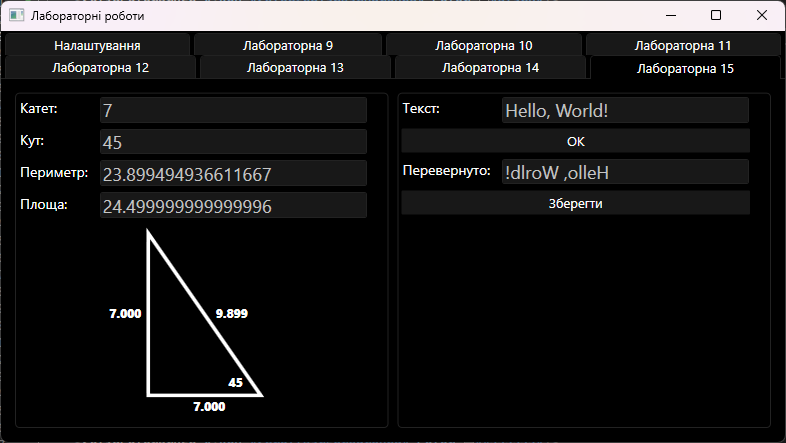 Лабораторні роботи
Налаштування
Лабораторна 9
Лабораторна 10
Лабораторна 11
Лабораторна 12
Лабораторна 13
Лабораторна 14
Лабораторна 15
Катет:
7
Кут:
45
Периметр:
23.899494936611667
Площа:
24.499999999999996
7.000
9.899
45
7.000
Текст:
Hello, World!
ОК
Перевернуто:
!dlroW ,olleH
Зберегти